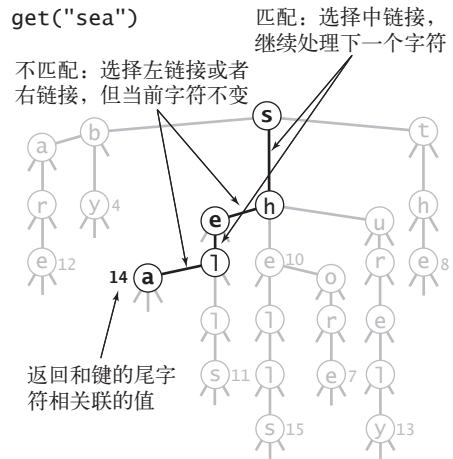 get("sea")
匹配：选择中链接，
继续处理下一个字符
不匹配：选择左链接或者
右链接，但当前字符不变
s
b
t
a
r
y 4
h
e
h
u
e 12
14 a
l
e 10
o
r
e 8
l
l
r
e
s 11
l
e 7
l
返回和键的尾字
符相关联的值
s 15
y 13